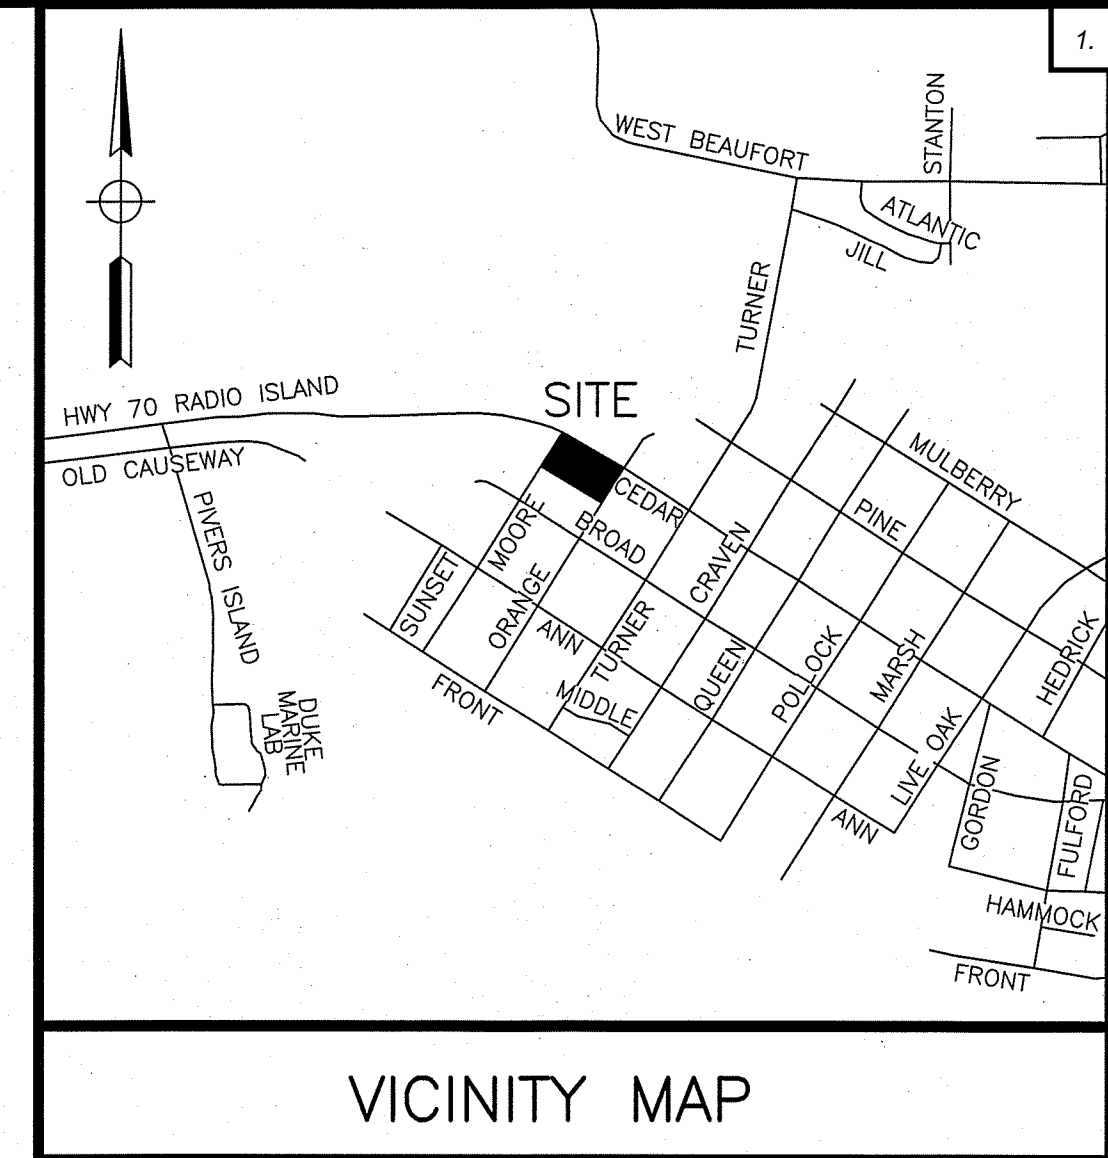 1.
STANTON
WEST BEAUFORT
ATLANTIC
JILL
TURNER
HWY 70 RADIO ISLAND
SITE
OLD CAUSEWAY
MULBERRY
CEDAR
PINE
PIVERS ISLAND
MOORE
BROAD
CRAVEN
SUNSET
ORANGE
ANN
TURNER
QUEEN
POLLOCK
MARSH
HEDRICK
FRONT
MIDDLE
DUKE
MARINE
LAB
LIVE OAK
GORDON
FULFORD
ANN
HAMMOCK
FRONT
VICINITY MAP